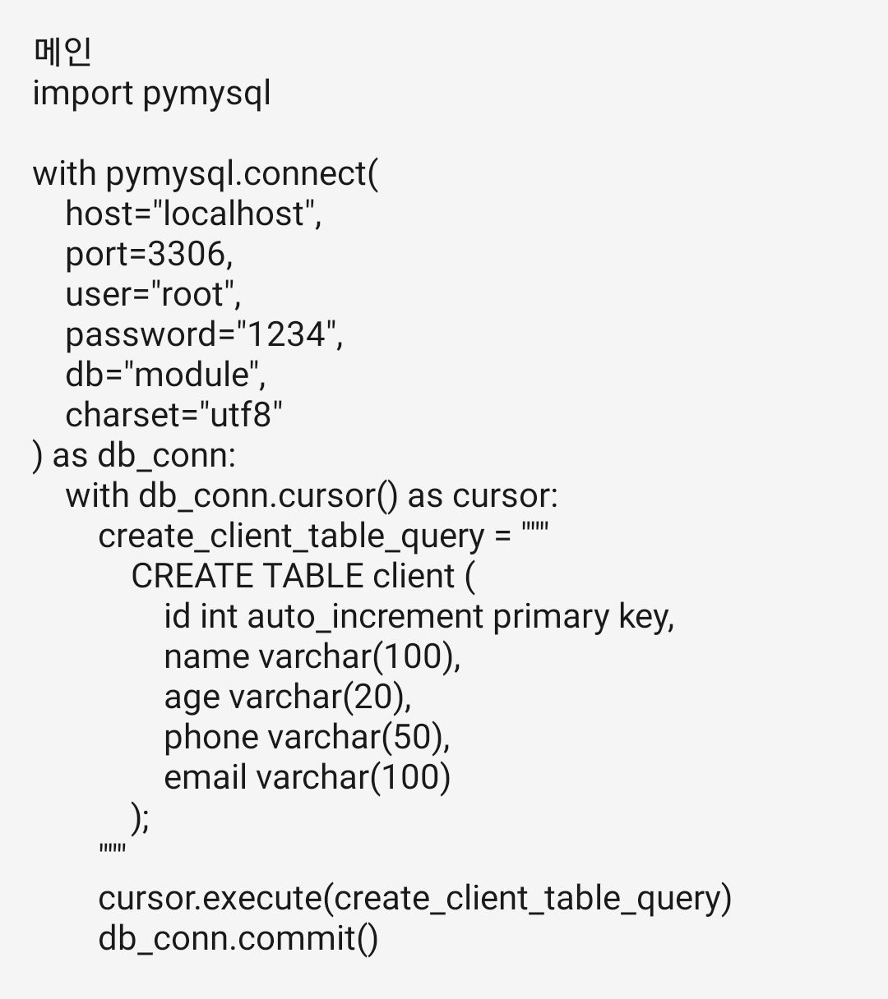 메인
import pymysql

with pymysql.connect(
    host="localhost",
    port=3306,
    user="root",
    password="1234",
    db="module",
    charset="utf8"
) as db_conn:
    with db_conn.cursor() as cursor:
        create_client_table_query = """
            CREATE TABLE client (
                id int auto_increment primary key,
                name varchar(100),
                age varchar(20),
                phone varchar(50),
                email varchar(100)
            );
        """
        cursor.execute(create_client_table_query)
        db_conn.commit()